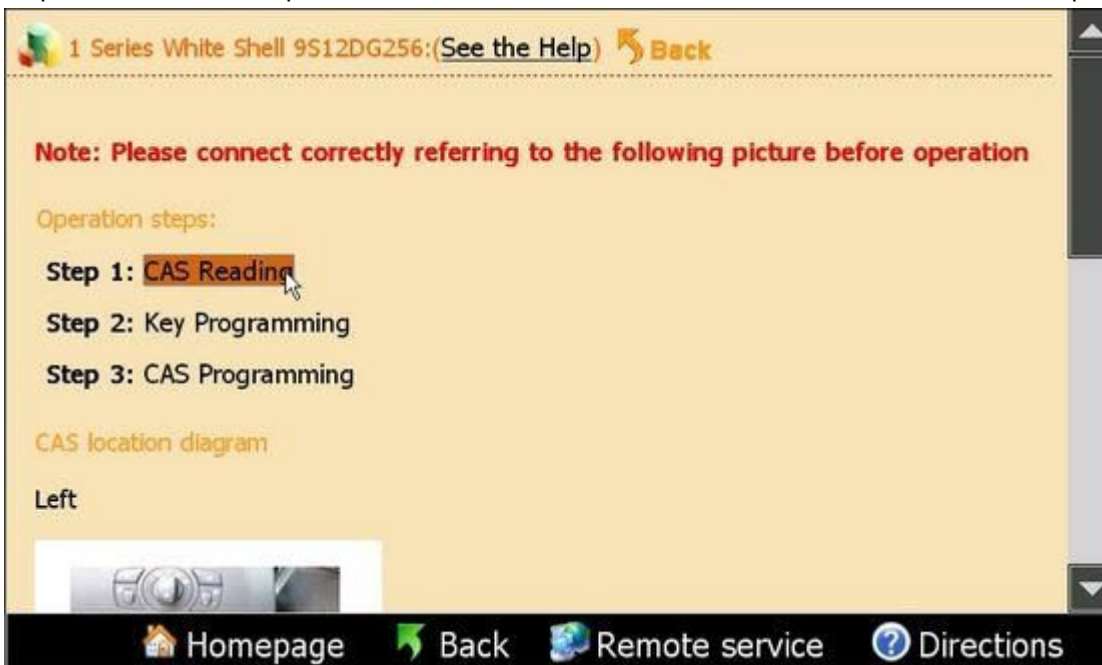 1 Series White Shell 9S12DG256:(See the Help) Back
Note: Please connect correctly referring to the following picture before operation
Operation steps:
Step 1: CAS Reading
Step 2: Key Programming
Step 3: CAS Programming
CAS location diagram
Left
Homepage Back Remote service Directions